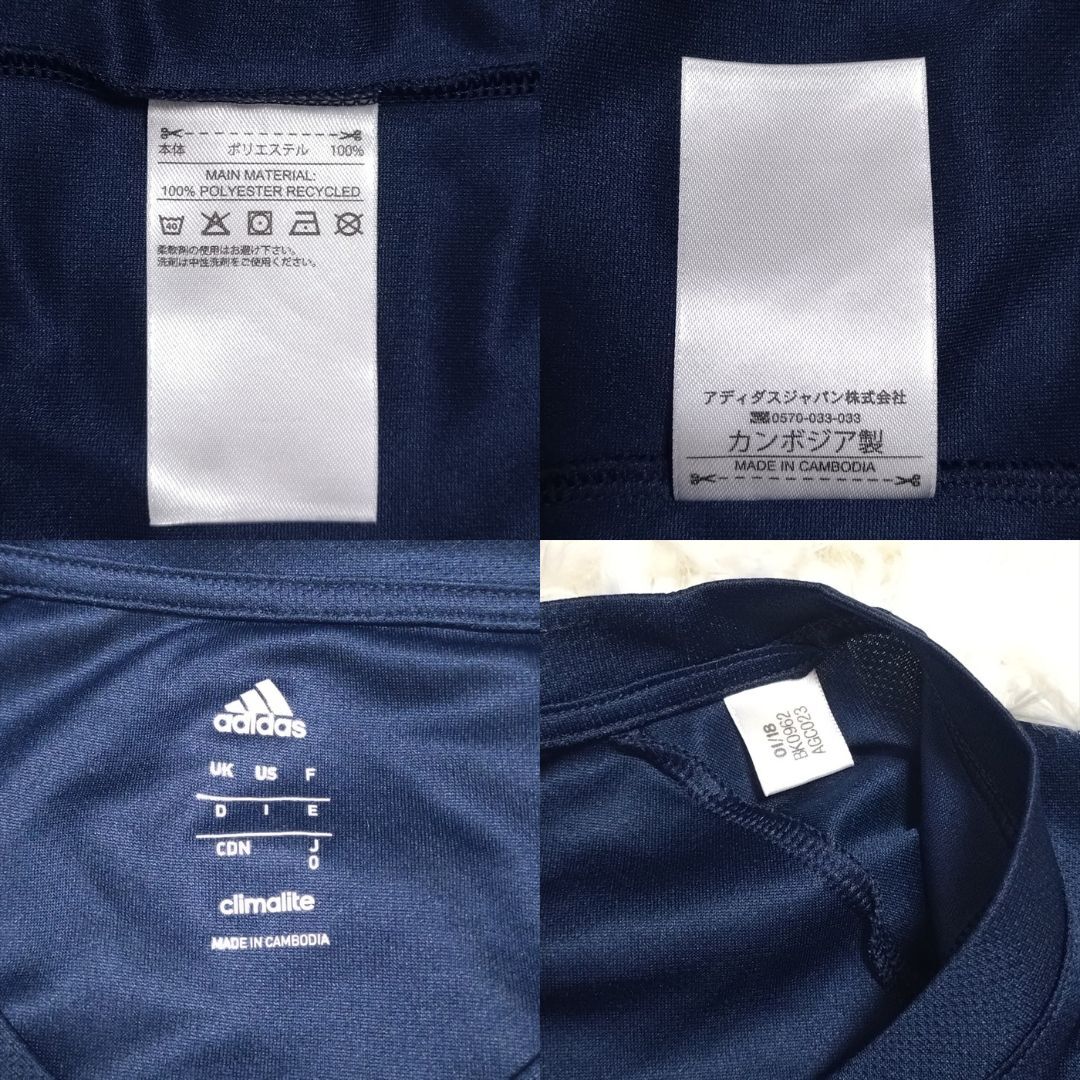 本体 ポリエステル 100%
MAIN MATERIAL:
100% POLYESTER RECYCLED
40
柔軟剤の使用はお避け下さい。
洗剤は中性洗剤をご使用ください。
アディダスジャパン株式会社
0570-033-033
カンボジア製
MADE IN CAMBODIA
adidas
UK US F
D I E
CDN J
O
climalite
MADE IN CAMBODIA
01/18
BK0962
AGC023